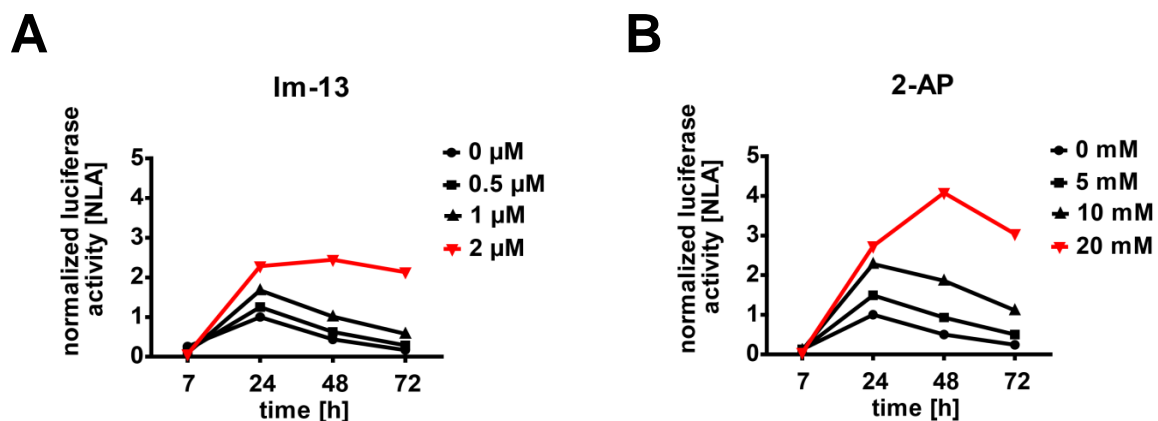 A
Im-13
normalized luciferase
activity [NLA]
5
4
3
2
1
0
7 24 48 72
time [h]
0 µM
0.5 µM
1 µM
2 µM
B
2-AP
normalized luciferase
activity [NLA]
5
4
3
2
1
0
7 24 48 72
time [h]
0 mM
5 mM
10 mM
20 mM